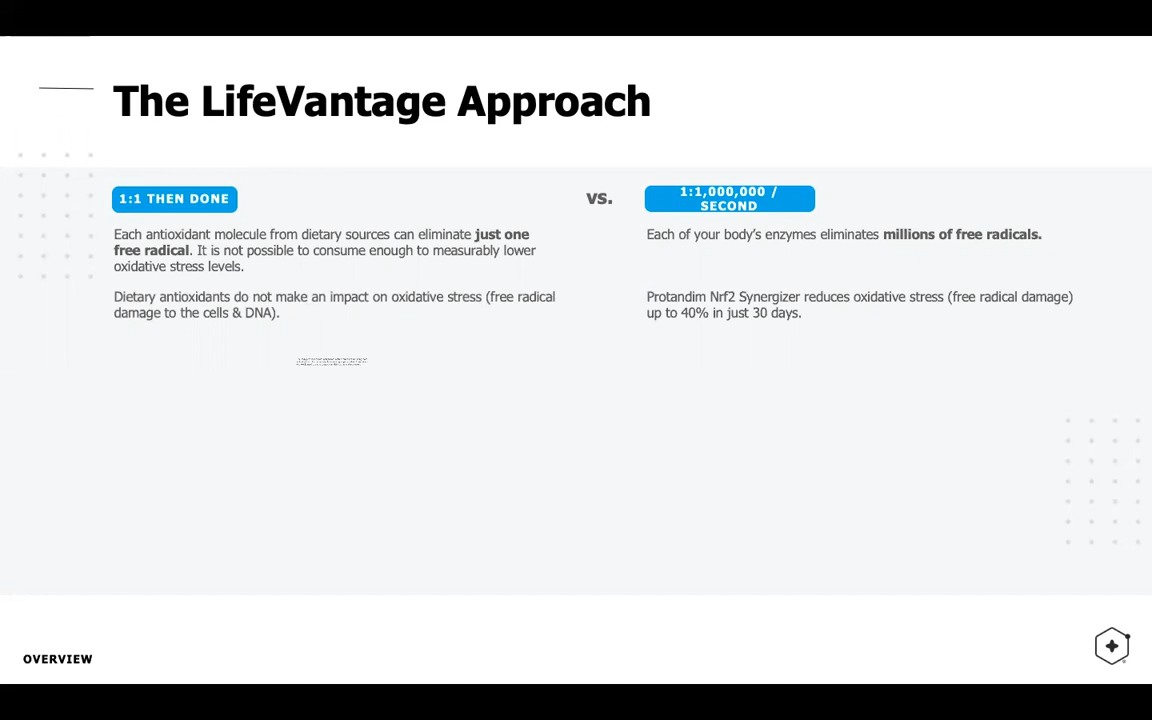 The LifeVantage Approach
1:1 THEN DONE
Each antioxidant molecule from dietary sources can eliminate just one
free radical. It is not possible to consume enough to measurably lower
oxidative stress levels.
Dietary antioxidants do not make an impact on oxidative stress (free radical
damage to the cells & DNA).
VS.
1:1,000,000 /
SECOND
Each of your body’s enzymes eliminates millions of free radicals.
Protandim Nrf2 Synergizer reduces oxidative stress (free radical damage)
up to 40% in just 30 days.
OVERVIEW